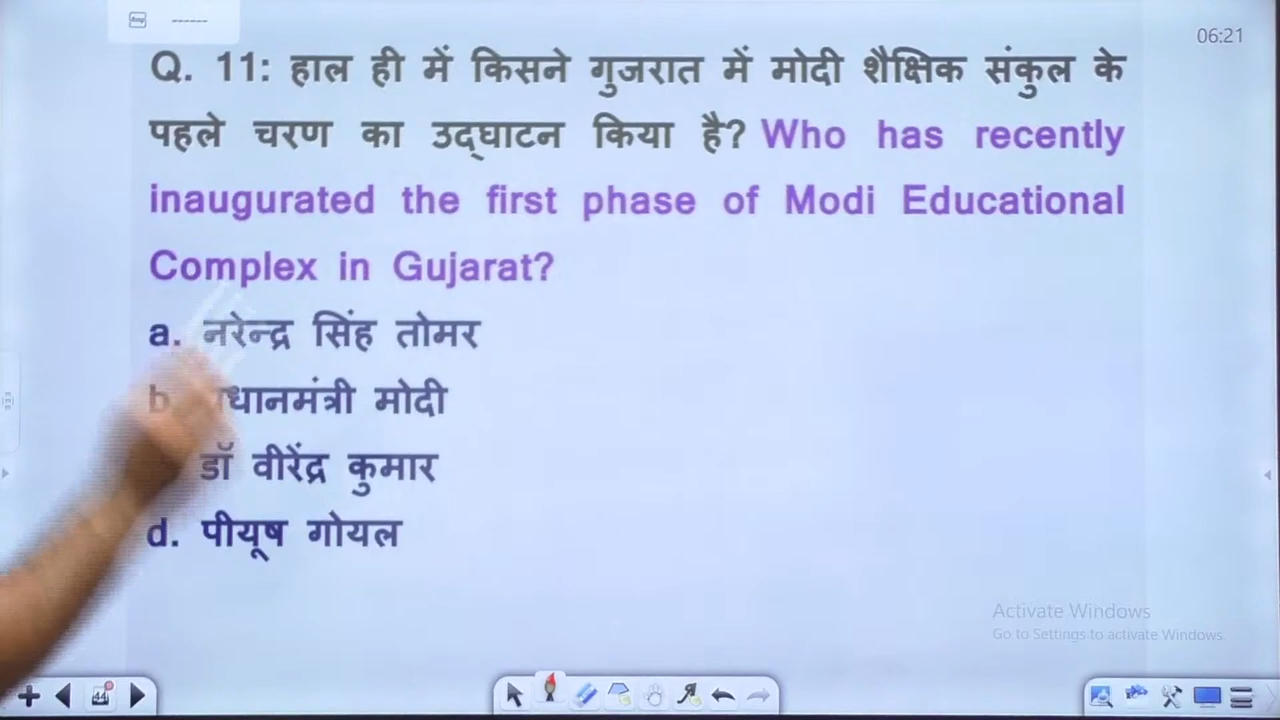 06:21
Q. 11: हाल ही में किसने गुजरात में मोदी शैक्षिक संकुल के
पहले चरण का उद्घाटन किया है? Who has recently
inaugurated the first phase of Modi Educational
Complex in Gujarat?
a. नरेन्द्र सिंह तोमर
b मोदी
डॉ वीरेंद्र कुमार
d. पीयूष गोयल
Activate Windows
Go to Settings to activate Windows.
44